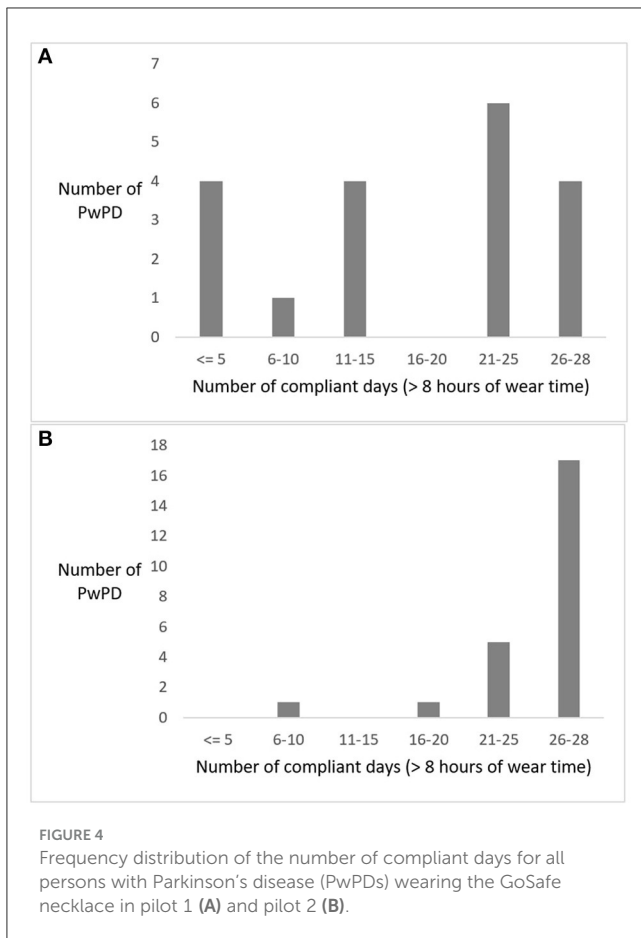 A
7
6
5
Number of
PwPD
4
3
2
1
0
<= 5 6-10 11-15 16-20 21-25 26-28
Number of compliant days (> 8 hours of wear time)
B
18
16
14
12
Number of
PwPD
10
8
6
4
2
0
<= 5 6-10 11-15 16-20 21-25 26-28
Number of compliant days (> 8 hours of wear time)
FIGURE 4
Frequency distribution of the number of compliant days for all
persons with Parkinson's disease (PwPDs) wearing the GoSafe
necklace in pilot 1 (A) and pilot 2 (B).